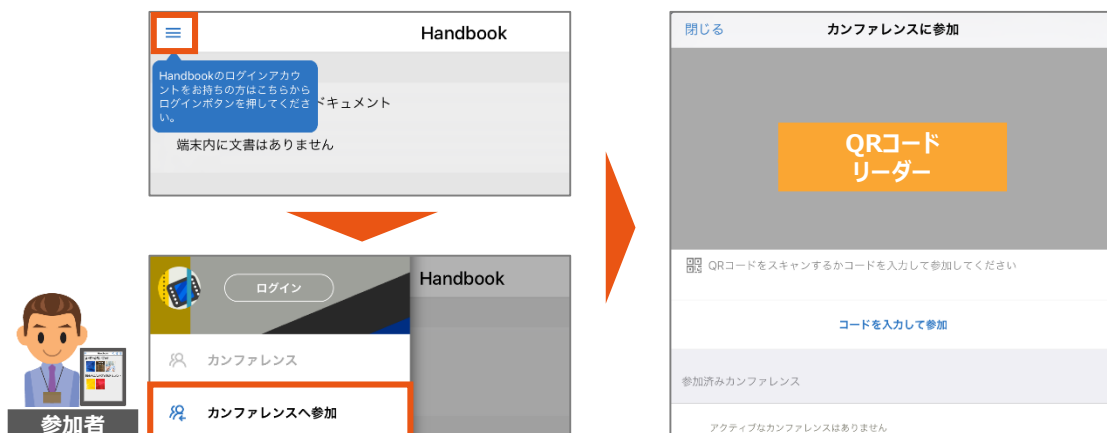 Handbook
Handbookのログインアカウ
ントをお持ちの方はこちらから
ログインボタンを押してくださ
い。
ドキュメント
端末内に文書はありません
ログイン
Handbook
カンファレンス
カンファレンスへ参加
参加者
閉じる
カンファレンスに参加
QRコード
リーダー
QRコードをスキャンするかコードを入力して参加してください
コードを入力して参加
参加済みカンファレンス
アクティブなカンファレンスはありません